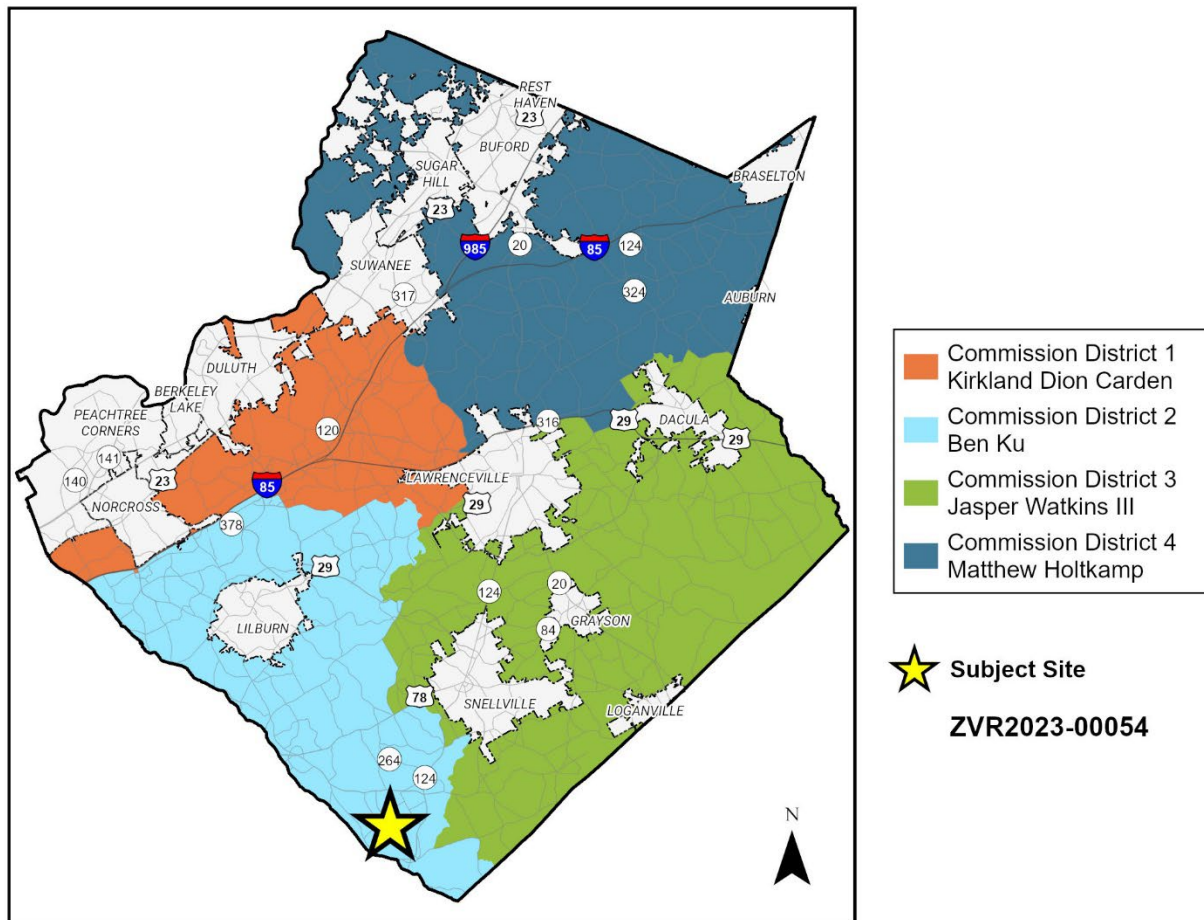 REST
HAVEN
23
BUFORD
BRASELTON
SUGAR
HILL
23
985
20
85
124
SUWANEE
317
324
AUBURN
DULUTH
BERKELEY
LAKE
PEACHTREE
CORNERS
120
316
29
DACULA
29
141
140
23
NORCROSS
85
LAWRENCEVILLE
29
378
29
LILBURN
124
20
GRAYSON
84
78
SNELLVILLE
LOGANVILLE
264
124
N
Commission District 1
Kirkland Dion Carden
Commission District 2
Ben Ku
Commission District 3
Jasper Watkins III
Commission District 4
Matthew Holtkamp
Subject Site
ZVR2023-00054